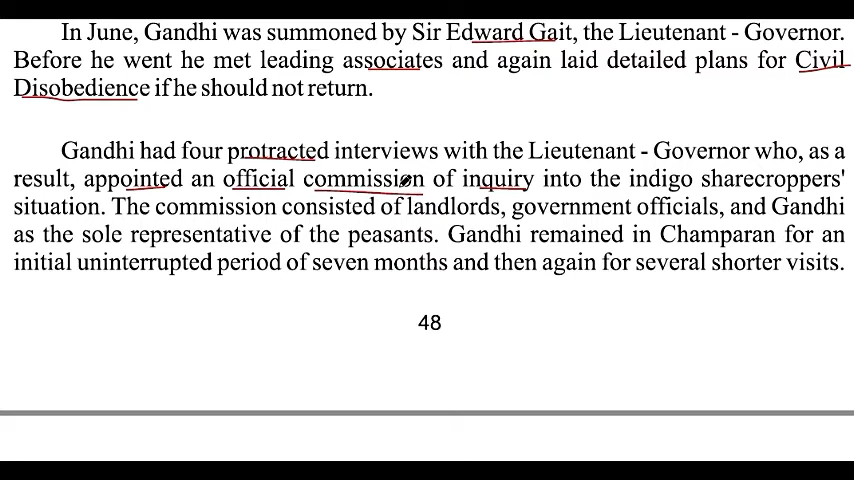 In June, Gandhi was summoned by Sir Edward Gait, the Lieutenant - Governor.
Before he went he met leading associates and again laid detailed plans for Civil
Disobedience if he should not return.
Gandhi had four protracted interviews with the Lieutenant - Governor who, as a
result, appointed an official commission of inquiry into the indigo sharecroppers'
situation. The commission consisted of landlords, government officials, and Gandhi
as the sole representative of the peasants. Gandhi remained in Champaran for an
initial uninterrupted period of seven months and then again for several shorter visits.
48